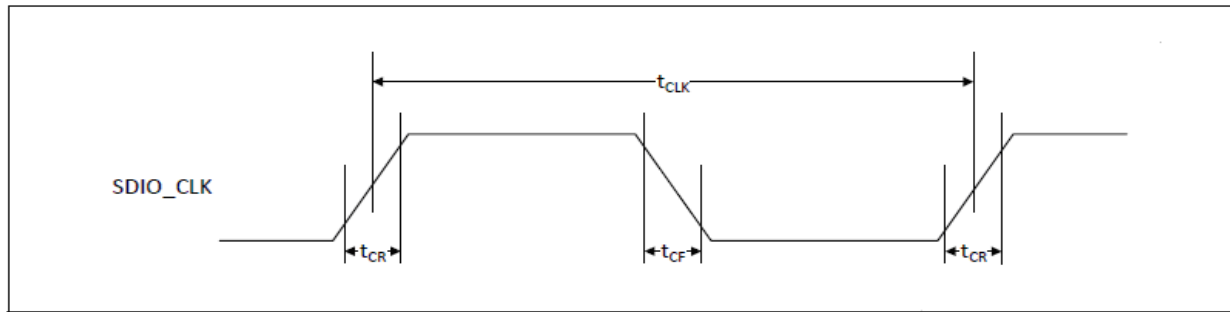 tCLK
SDIO_CLK
tCR
tCF
tCR